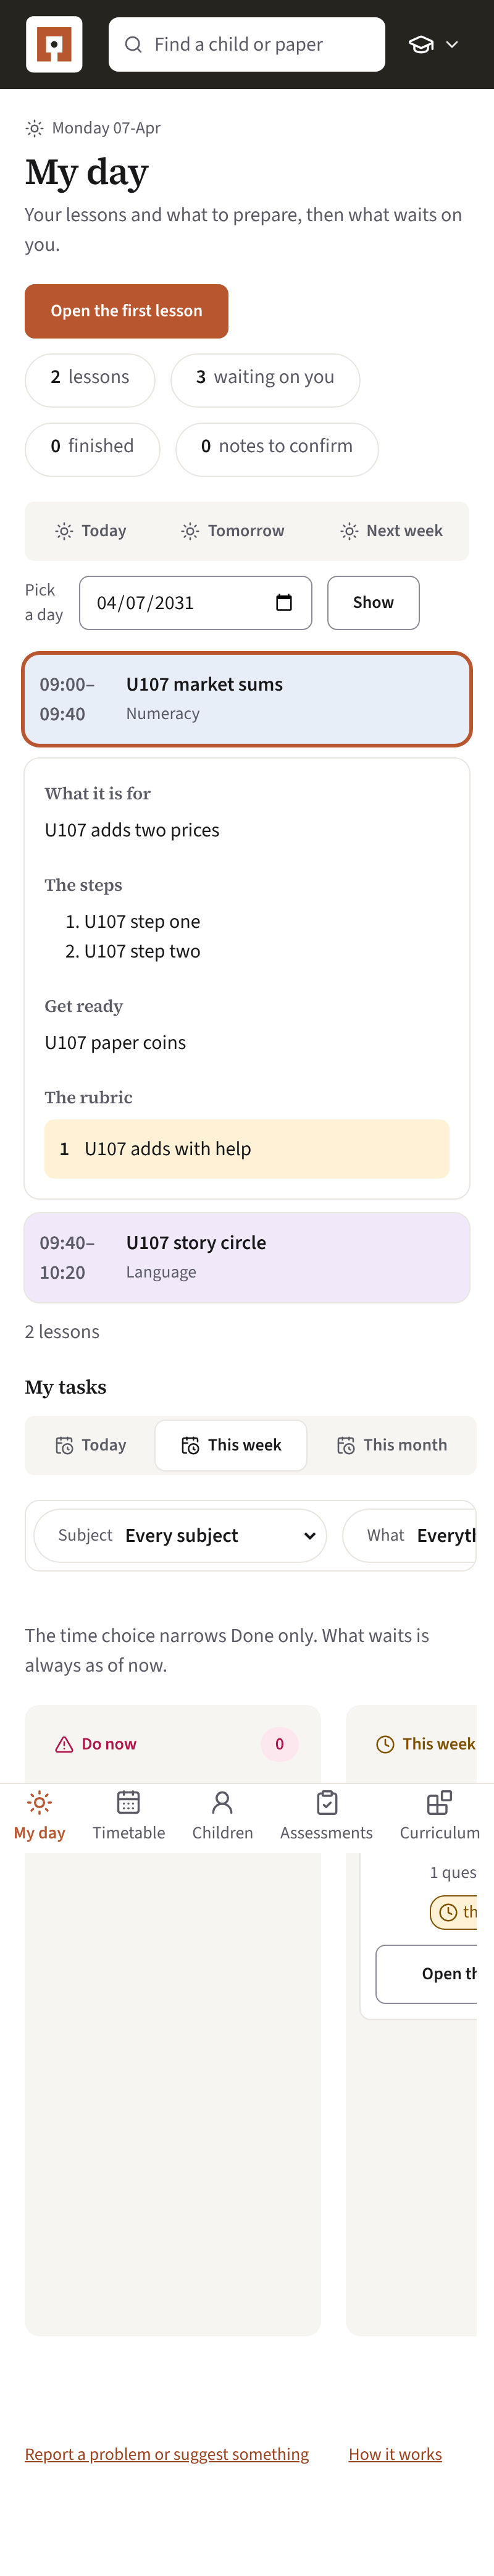 Find a child or paper
Monday 07-Apr
My day
Your lessons and what to prepare, then what waits on
you.
Open the first lesson
2 lessons
3 waiting on you
0 finished
0 notes to confirm
Today
Tomorrow
Next week
Pick
a day
04/07/2031
Show
09:00–
09:40
U107 market sums
Numeracy
What it is for
U107 adds two prices
The steps
1. U107 step one
2. U107 step two
Get ready
U107 paper coins
The rubric
1 U107 adds with help
09:40–
10:20
U107 story circle
Language
2 lessons
My tasks
Today
This week
This month
Subject Every subject
What Everyth
The time choice narrows Done only. What waits is
always as of now.
Do now 0
This week
My day
Timetable
Children
Assessments
Curriculum
1 ques
th
Open th
Report a problem or suggest something
How it works